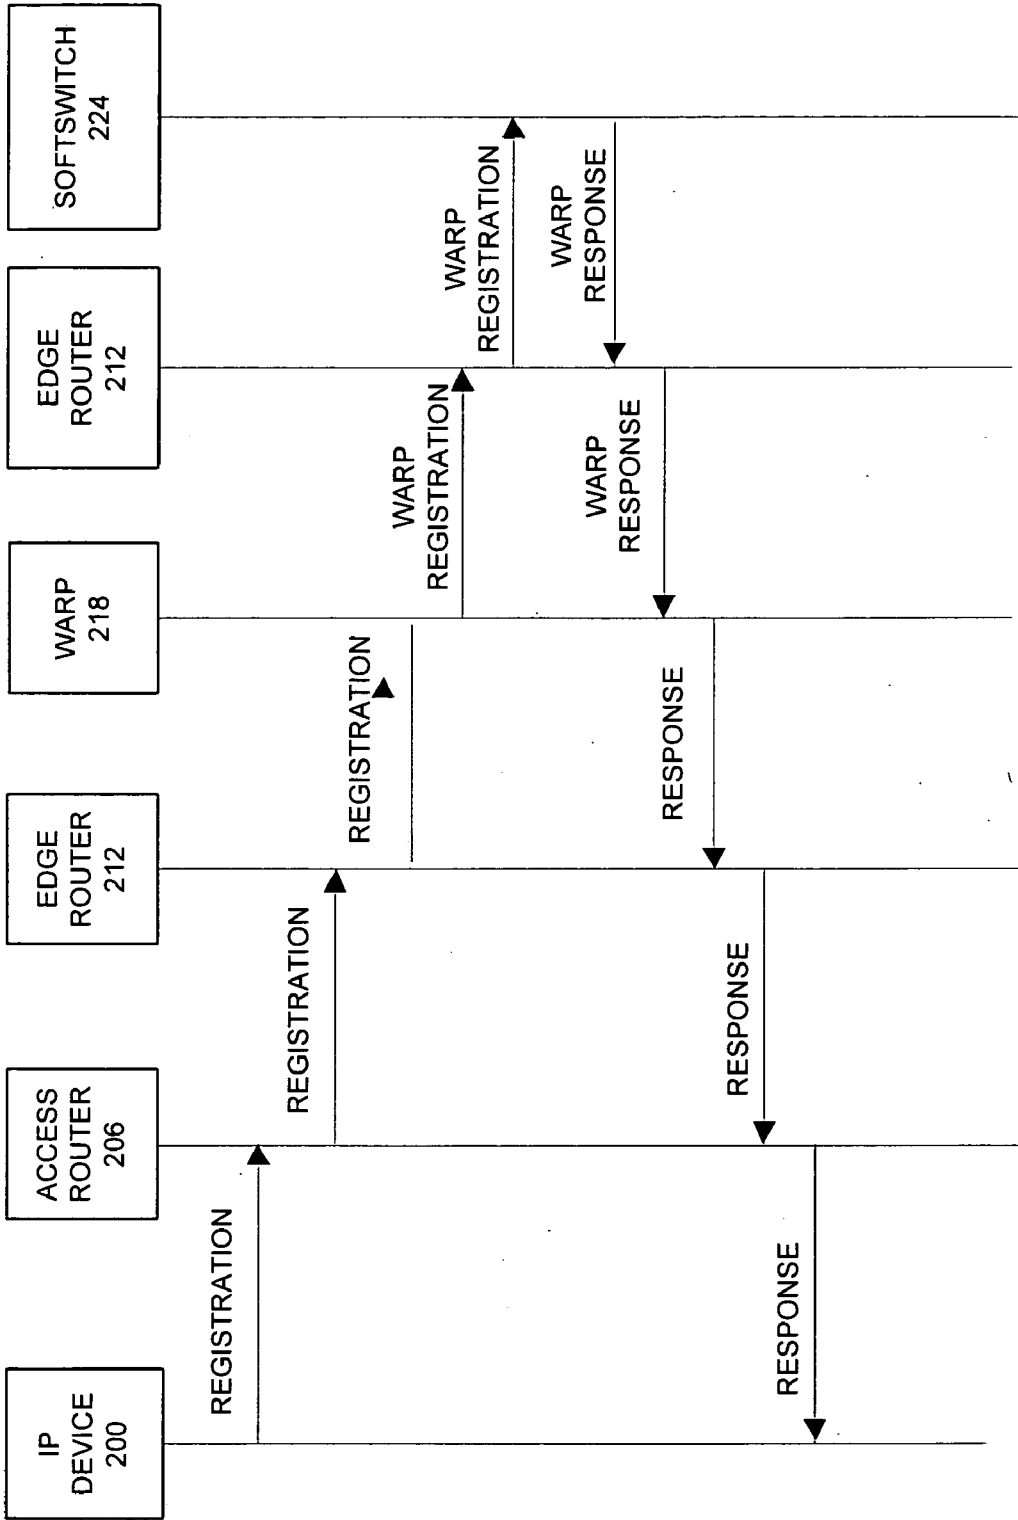 IP
DEVICE
200
ACCESS
ROUTER
206
EDGE
ROUTER
212
WARP
218
EDGE
ROUTER
212
SOFTSWITCH
224
REGISTRATION
REGISTRATION
REGISTRATION
WARP
REGISTRATION
WARP
REGISTRATION
WARP
RESPONSE
WARP
RESPONSE
RESPONSE
RESPONSE
RESPONSE